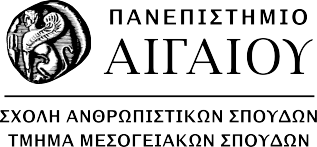 ΠΑΝΕΠΙΣΤΗΜΙΟ
ΑΙΓΑΙΟΥ
ΣΧΟΛΗ ΑΝΘΡΩΠΙΣΤΙΚΩΝ ΣΠΟΥΔΩΝ
ΤΜΗΜΑ ΜΕΣΟΓΕΙΑΚΩΝ ΣΠΟΥΔΩΝ